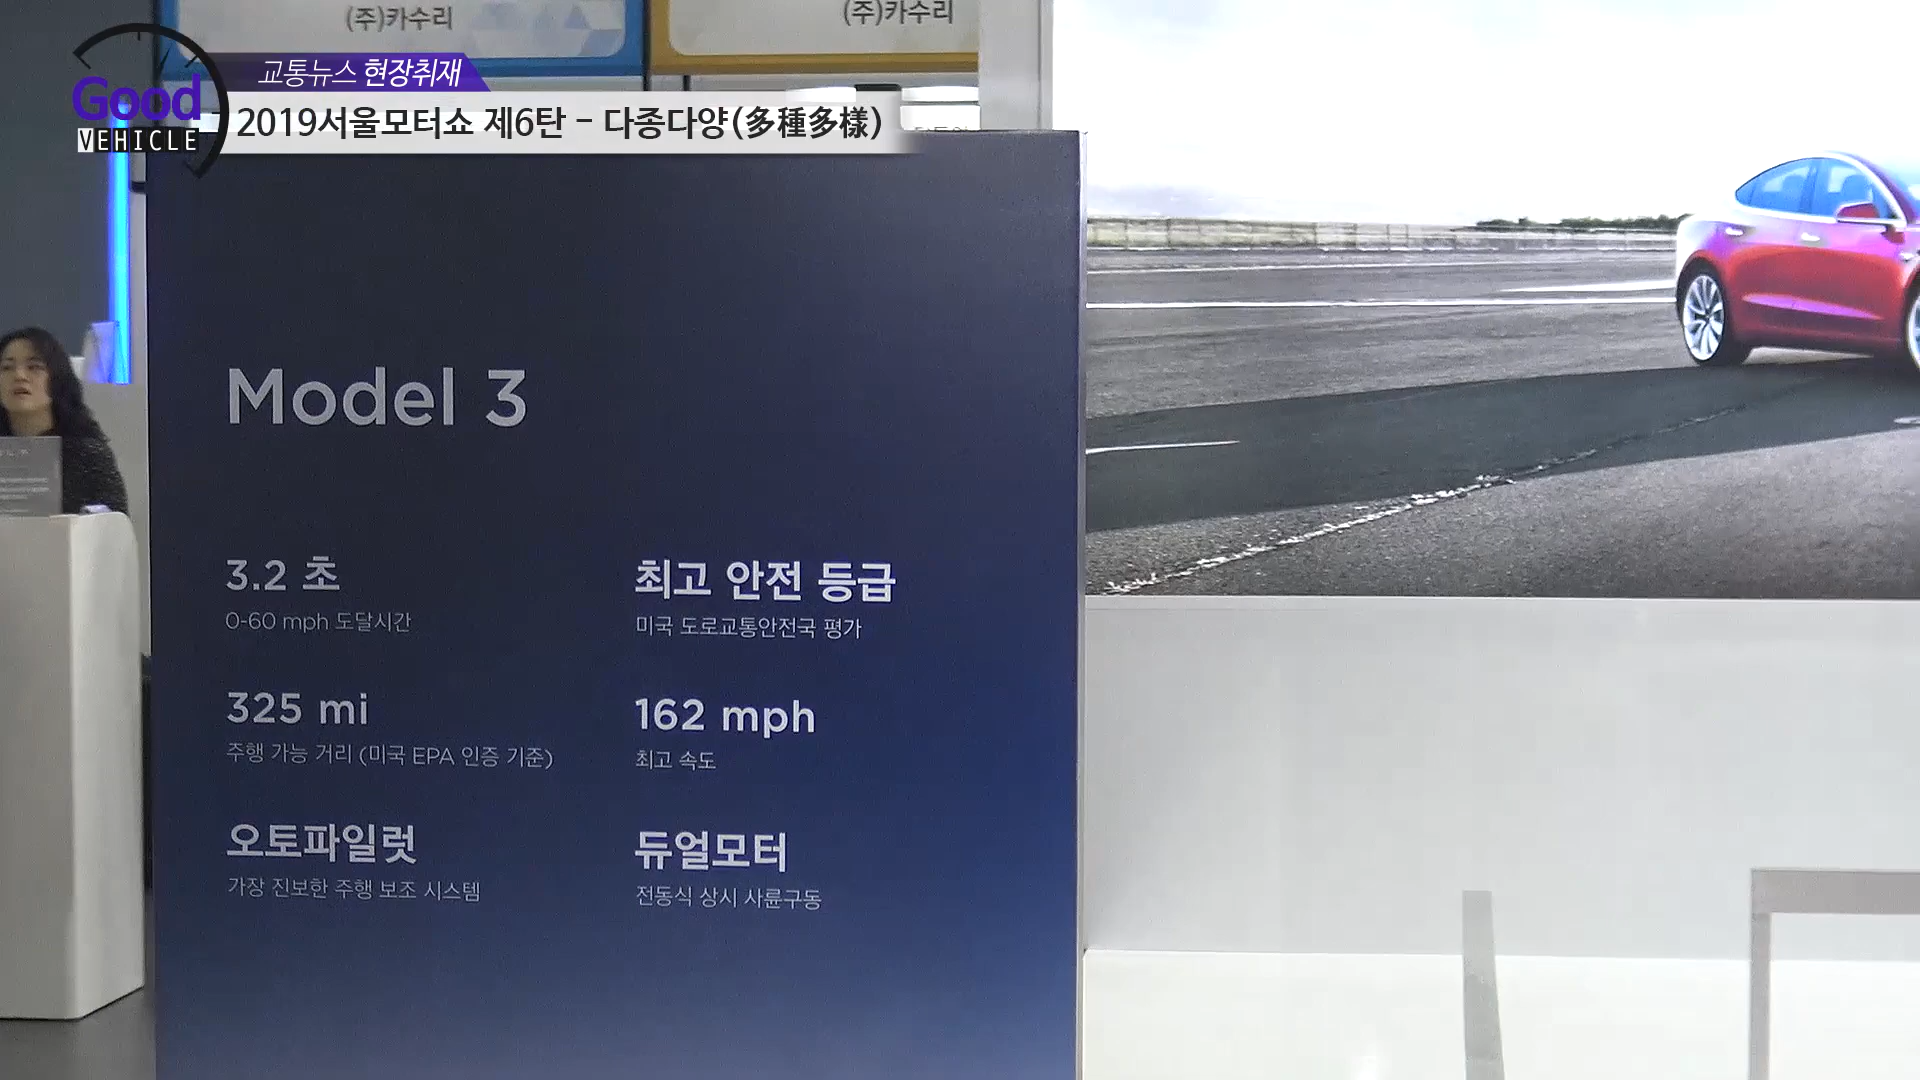 (주)카수리
(주)카수리
Good
VEHICLE
교통뉴스 현장취재
2019서울모터쇼 제6탄 - 다종다양(多種多樣)
Model 3
3.2 초
0-60 mph 도달시간
최고 안전 등급
미국 도로교통안전국 평가
325 mi
주행 가능 거리 (미국 EPA 인증 기준)
162 mph
최고 속도
오토파일럿
가장 진보한 주행 보조 시스템
듀얼모터
전동식 상시 사륜구동